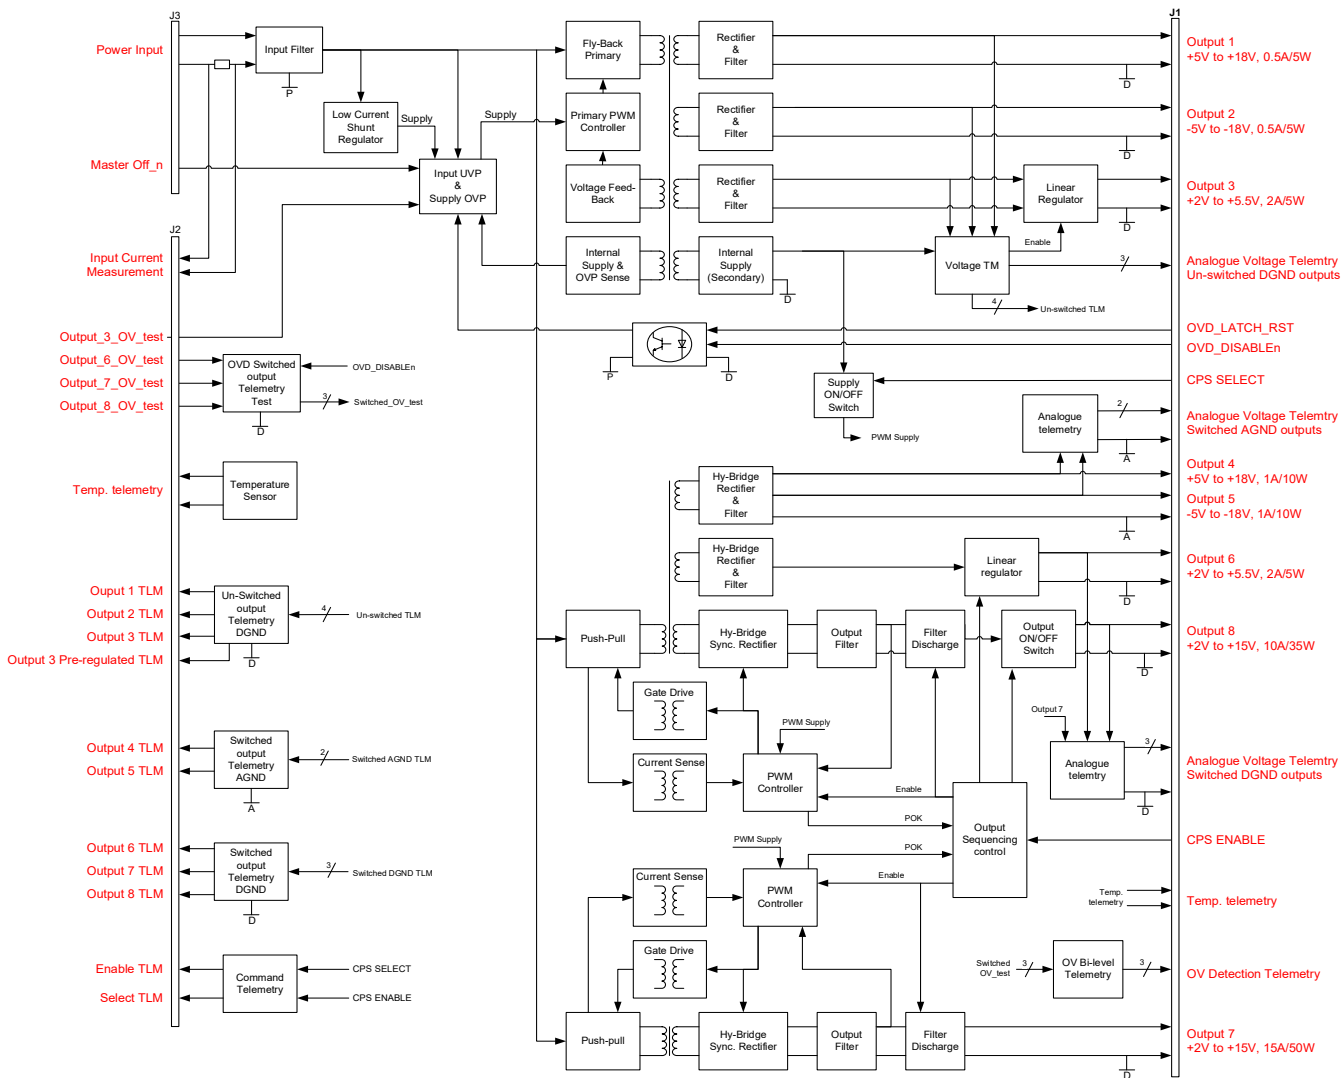 J3
J1
Power Input
Input Filter
P
Fly-Back
Primary
Rectifier
&
Filter
Output 1
+5V to +18V, 0.5A/5W
D
Low Current
Shunt
Regulator
Supply
Supply
Primary PWM
Controller
Rectifier
&
Filter
Output 2
-5V to -18V, 0.5A/5W
D
Master Off_n
Input UVP
&
Supply OVP
Voltage Feed-
Back
Rectifier
&
Filter
Linear
Regulator
Output 3
+2V to +5.5V, 2A/5W
D
J2
Input Current
Measurement
Internal
Supply &
OVP Sense
Internal
Supply
(Secondary)
D
Enable
Voltage TM
3
Analogue Voltage Telemtry
Un-switched DGND outputs
4
Un-switched TLM
Output_3_OV_test
Output_6_OV_test
Output_7_OV_test
Output_8_OV_test
OVD Switched
output
Telemetry
Test
D
OVD_DISABLEn
3
Switched_OV_test
P
D
OVD_LATCH_RST
OVD_DISABLEn
Supply
ON/OFF
Switch
PWM Supply
CPS SELECT
Analogue
telemetry
2
A
Analogue Voltage Telemtry
Switched AGND outputs
Temp. telemetry
Temperature
Sensor
Hy-Bridge
Rectifier
&
Filter
Output 4
+5V to +18V, 1A/10W
Output 5
-5V to -18V, 1A/10W
A
Hy-Bridge
Rectifier
&
Filter
Linear
regulator
Output 6
+2V to +5.5V, 2A/5W
D
Ouput 1 TLM
Output 2 TLM
Output 3 TLM
Output 3 Pre-regulated TLM
Un-Switched
output
Telemetry
DGND
D
4
Un-switched TLM
Push-Pull
Hy-Bridge
Sync. Rectifier
Output
Filter
Filter
Discharge
Output
ON/OFF
Switch
Output 8
+2V to +15V, 10A/35W
D
Gate Drive
PWM Supply
Output 7
Output 4 TLM
Output 5 TLM
Switched
output
Telemetry
AGND
A
2
Switched AGND TLM
Current Sense
PWM
Controller
Enable
POK
Analogue
telemtry
3
D
Analogue Voltage Telemtry
Switched DGND outputs
Output
Sequencing
control
CPS ENABLE
Output 6 TLM
Output 7 TLM
Output 8 TLM
Switched
output
Telemetry
DGND
D
3
Switched DGND TLM
PWM Supply
POK
Enable
Current Sense
PWM
Controller
Temp.
telemetry
Temp. telemetry
Gate Drive
Enable TLM
Select TLM
Command
Telemetry
CPS SELECT
CPS ENABLE
Switched
OV_test
3
OV Bi-level
Telemetry
3
OV Detection Telemetry
Push-pull
Hy-Bridge
Sync. Rectifier
Output
Filter
Filter
Discharge
Output 7
+2V to +15V, 15A/50W
D